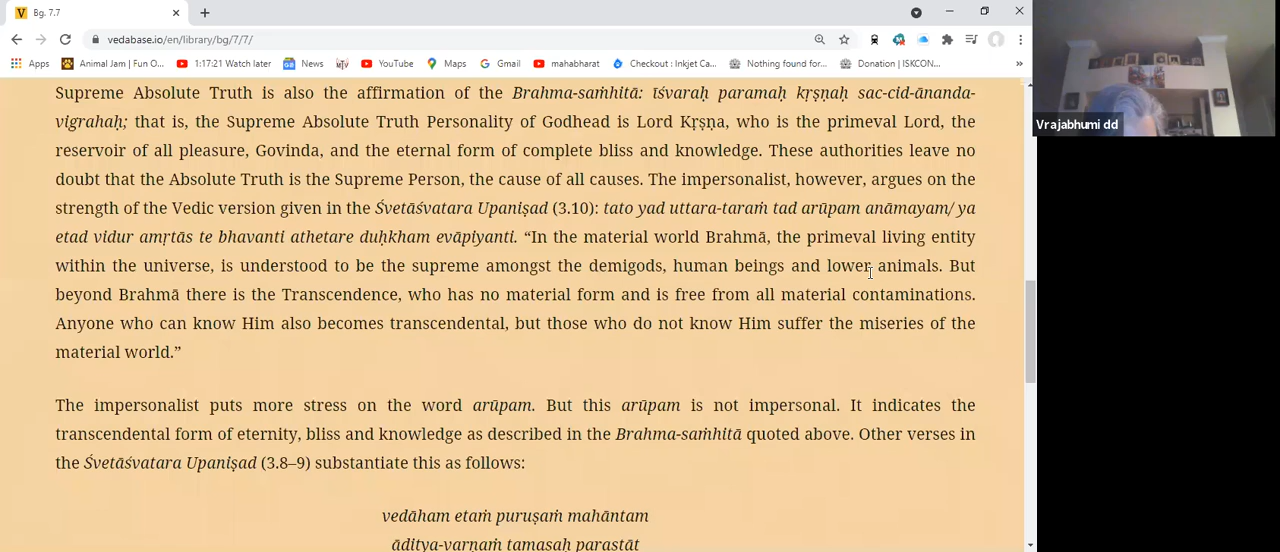 Bg. 7.7
vedabase.io/en/library/bg/7/7/
Apps Animal Jam | Fun O... 1:17:21 Watch later News YouTube Maps Gmail mahabharat Checkout : Inkjet Ca... Nothing found for... Donation | ISKCON... »
Supreme Absolute Truth is also the affirmation of the Brahma-saṁhitā: īśvaraḥ paramaḥ kṛṣṇaḥ sac-cid-ānanda-
vigrahaḥ; that is, the Supreme Absolute Truth Personality of Godhead is Lord Kṛṣṇa, who is the primeval Lord, the
reservoir of all pleasure, Govinda, and the eternal form of complete bliss and knowledge. These authorities leave no
doubt that the Absolute Truth is the Supreme Person, the cause of all causes. The impersonalist, however, argues on the
strength of the Vedic version given in the Śvetāśvatara Upaniṣad (3.10): tato yad uttara-taraṁ tad arūpam anāmayam/ ya
etad vidur amṛtās te bhavanti athetare duḥkham evāpiyanti. “In the material world Brahmā, the primeval living entity
within the universe, is understood to be the supreme amongst the demigods, human beings and lower animals. But
beyond Brahmā there is the Transcendence, who has no material form and is free from all material contaminations.
Anyone who can know Him also becomes transcendental, but those who do not know Him suffer the miseries of the
material world.”
The impersonalist puts more stress on the word arūpam. But this arūpam is not impersonal. It indicates the
transcendental form of eternity, bliss and knowledge as described in the Brahma-saṁhitā quoted above. Other verses in
the Śvetāśvatara Upaniṣad (3.8–9) substantiate this as follows:
vedāham etaṁ puruṣaṁ mahāntam
āditya-varṇaṁ tamasaḥ parastāt
Vrajabhumi dd